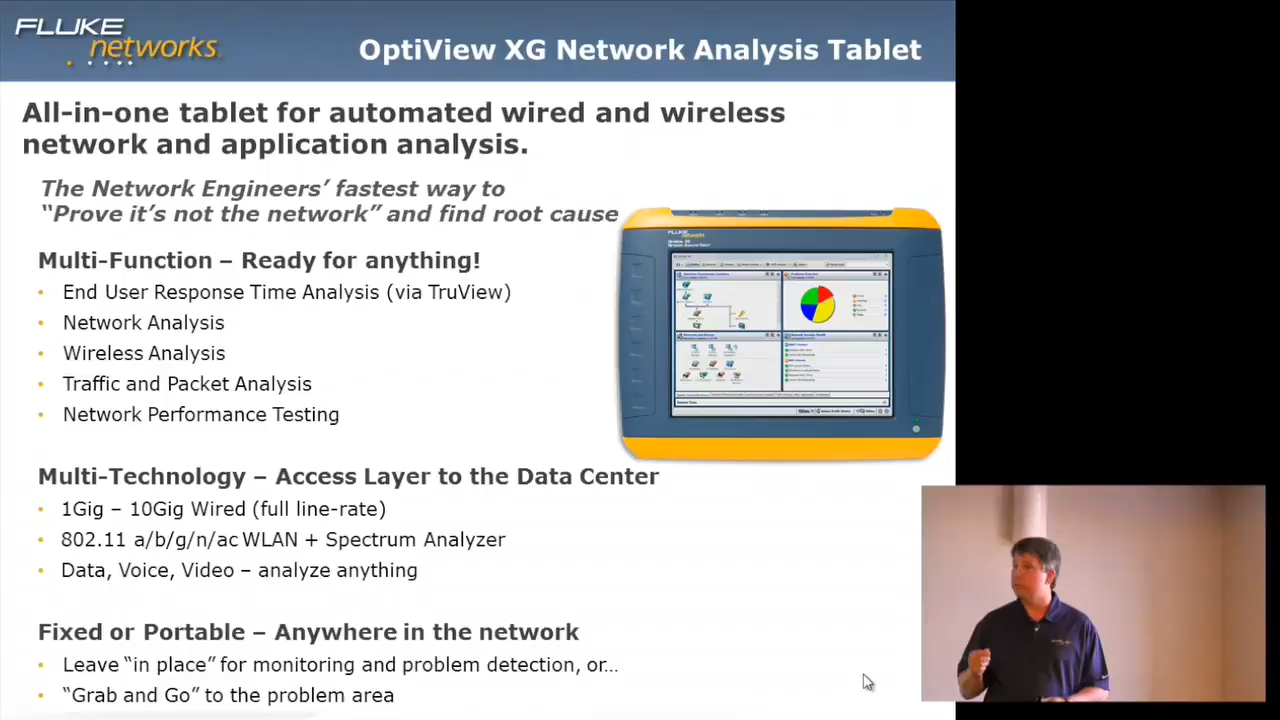 FLUKE
networks.
OptiView XG Network Analysis Tablet
All-in-one tablet for automated wired and wireless
network and application analysis.
The Network Engineers’ fastest way to
“Prove it’s not the network” and find root cause
Multi-Function – Ready for anything!
• End User Response Time Analysis (via TruView)
• Network Analysis
• Wireless Analysis
• Traffic and Packet Analysis
• Network Performance Testing
FLUKE
networks
Multi-Technology – Access Layer to the Data Center
• 1Gig – 10Gig Wired (full line-rate)
• 802.11 a/b/g/n/ac WLAN + Spectrum Analyzer
• Data, Voice, Video – analyze anything
Fixed or Portable – Anywhere in the network
• Leave “in place” for monitoring and problem detection, or…
• “Grab and Go” to the problem area